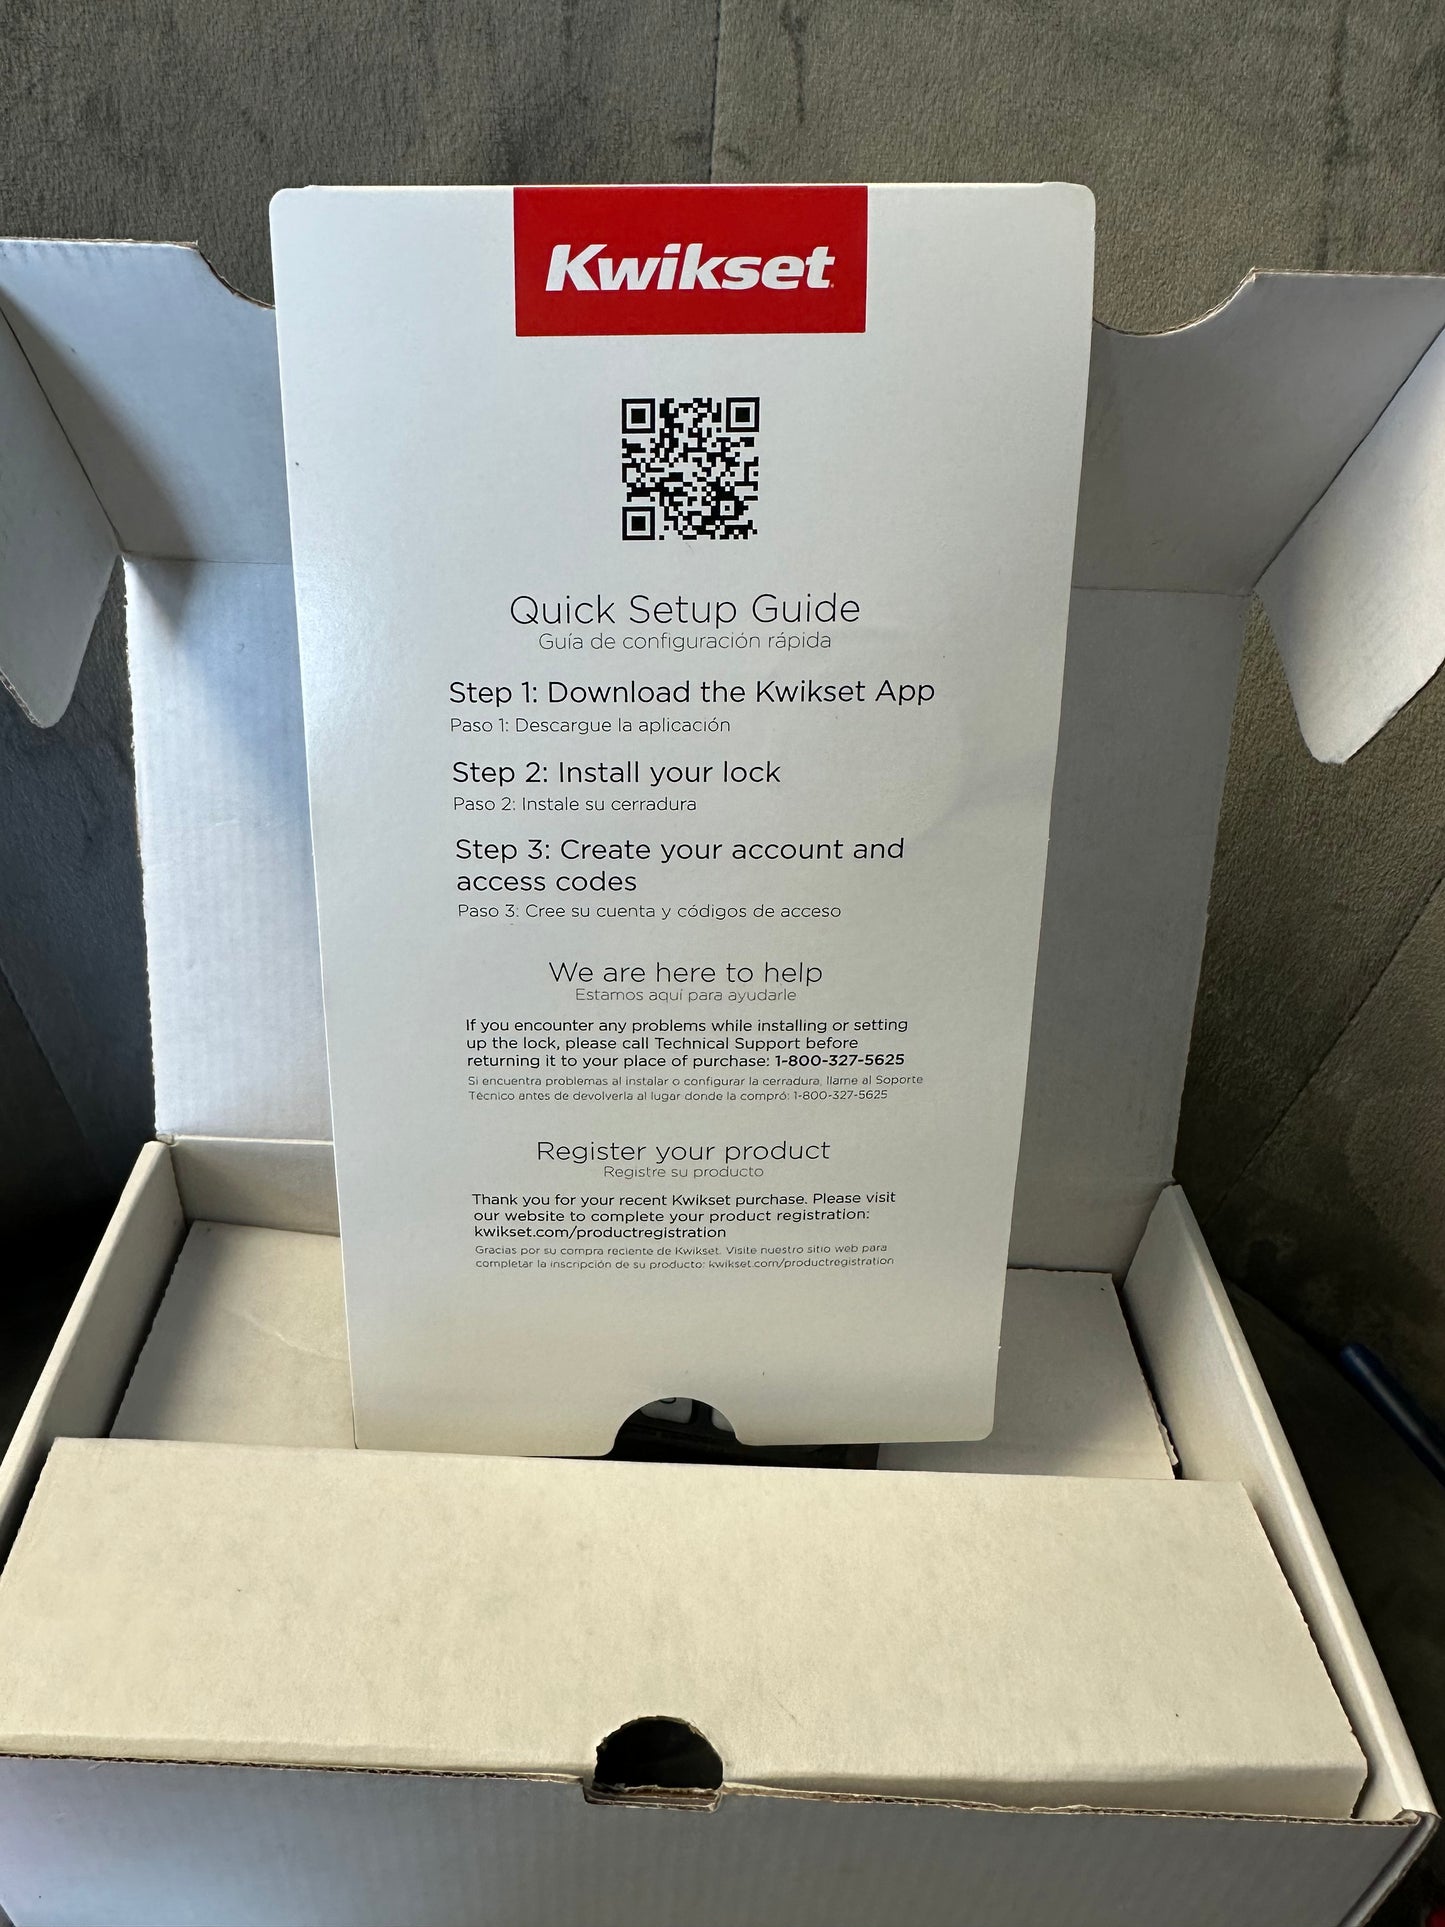 Kwikset
Quick Setup Guide
Guía de configuración rápida
Step 1: Download the Kwikset App
Paso 1: Descargue la aplicación
Step 2: Install your lock
Paso 2: Instale su cerradura
Step 3: Create your account and
access codes
Paso 3: Cree su cuenta y códigos de acceso
We are here to help
Estamos aquí para ayudarle
If you encounter any problems while installing or setting
up the lock, please call Technical Support before
returning it to your place of purchase: 1-800-327-5625
Si encuentra problemas al instalar o configurar la cerradura, llame al Soporte
Técnico antes de devolverla al lugar donde la compró: 1-800-327-5625
Register your product
Registre su producto
Thank you for your recent Kwikset purchase. Please visit
our website to complete your product registration:
kwikset.com/productregistration
Gracias por su compra reciente de Kwikset. Visite nuestro sitio web para
completar la inscripción de su producto: kwikset.com/productregistration